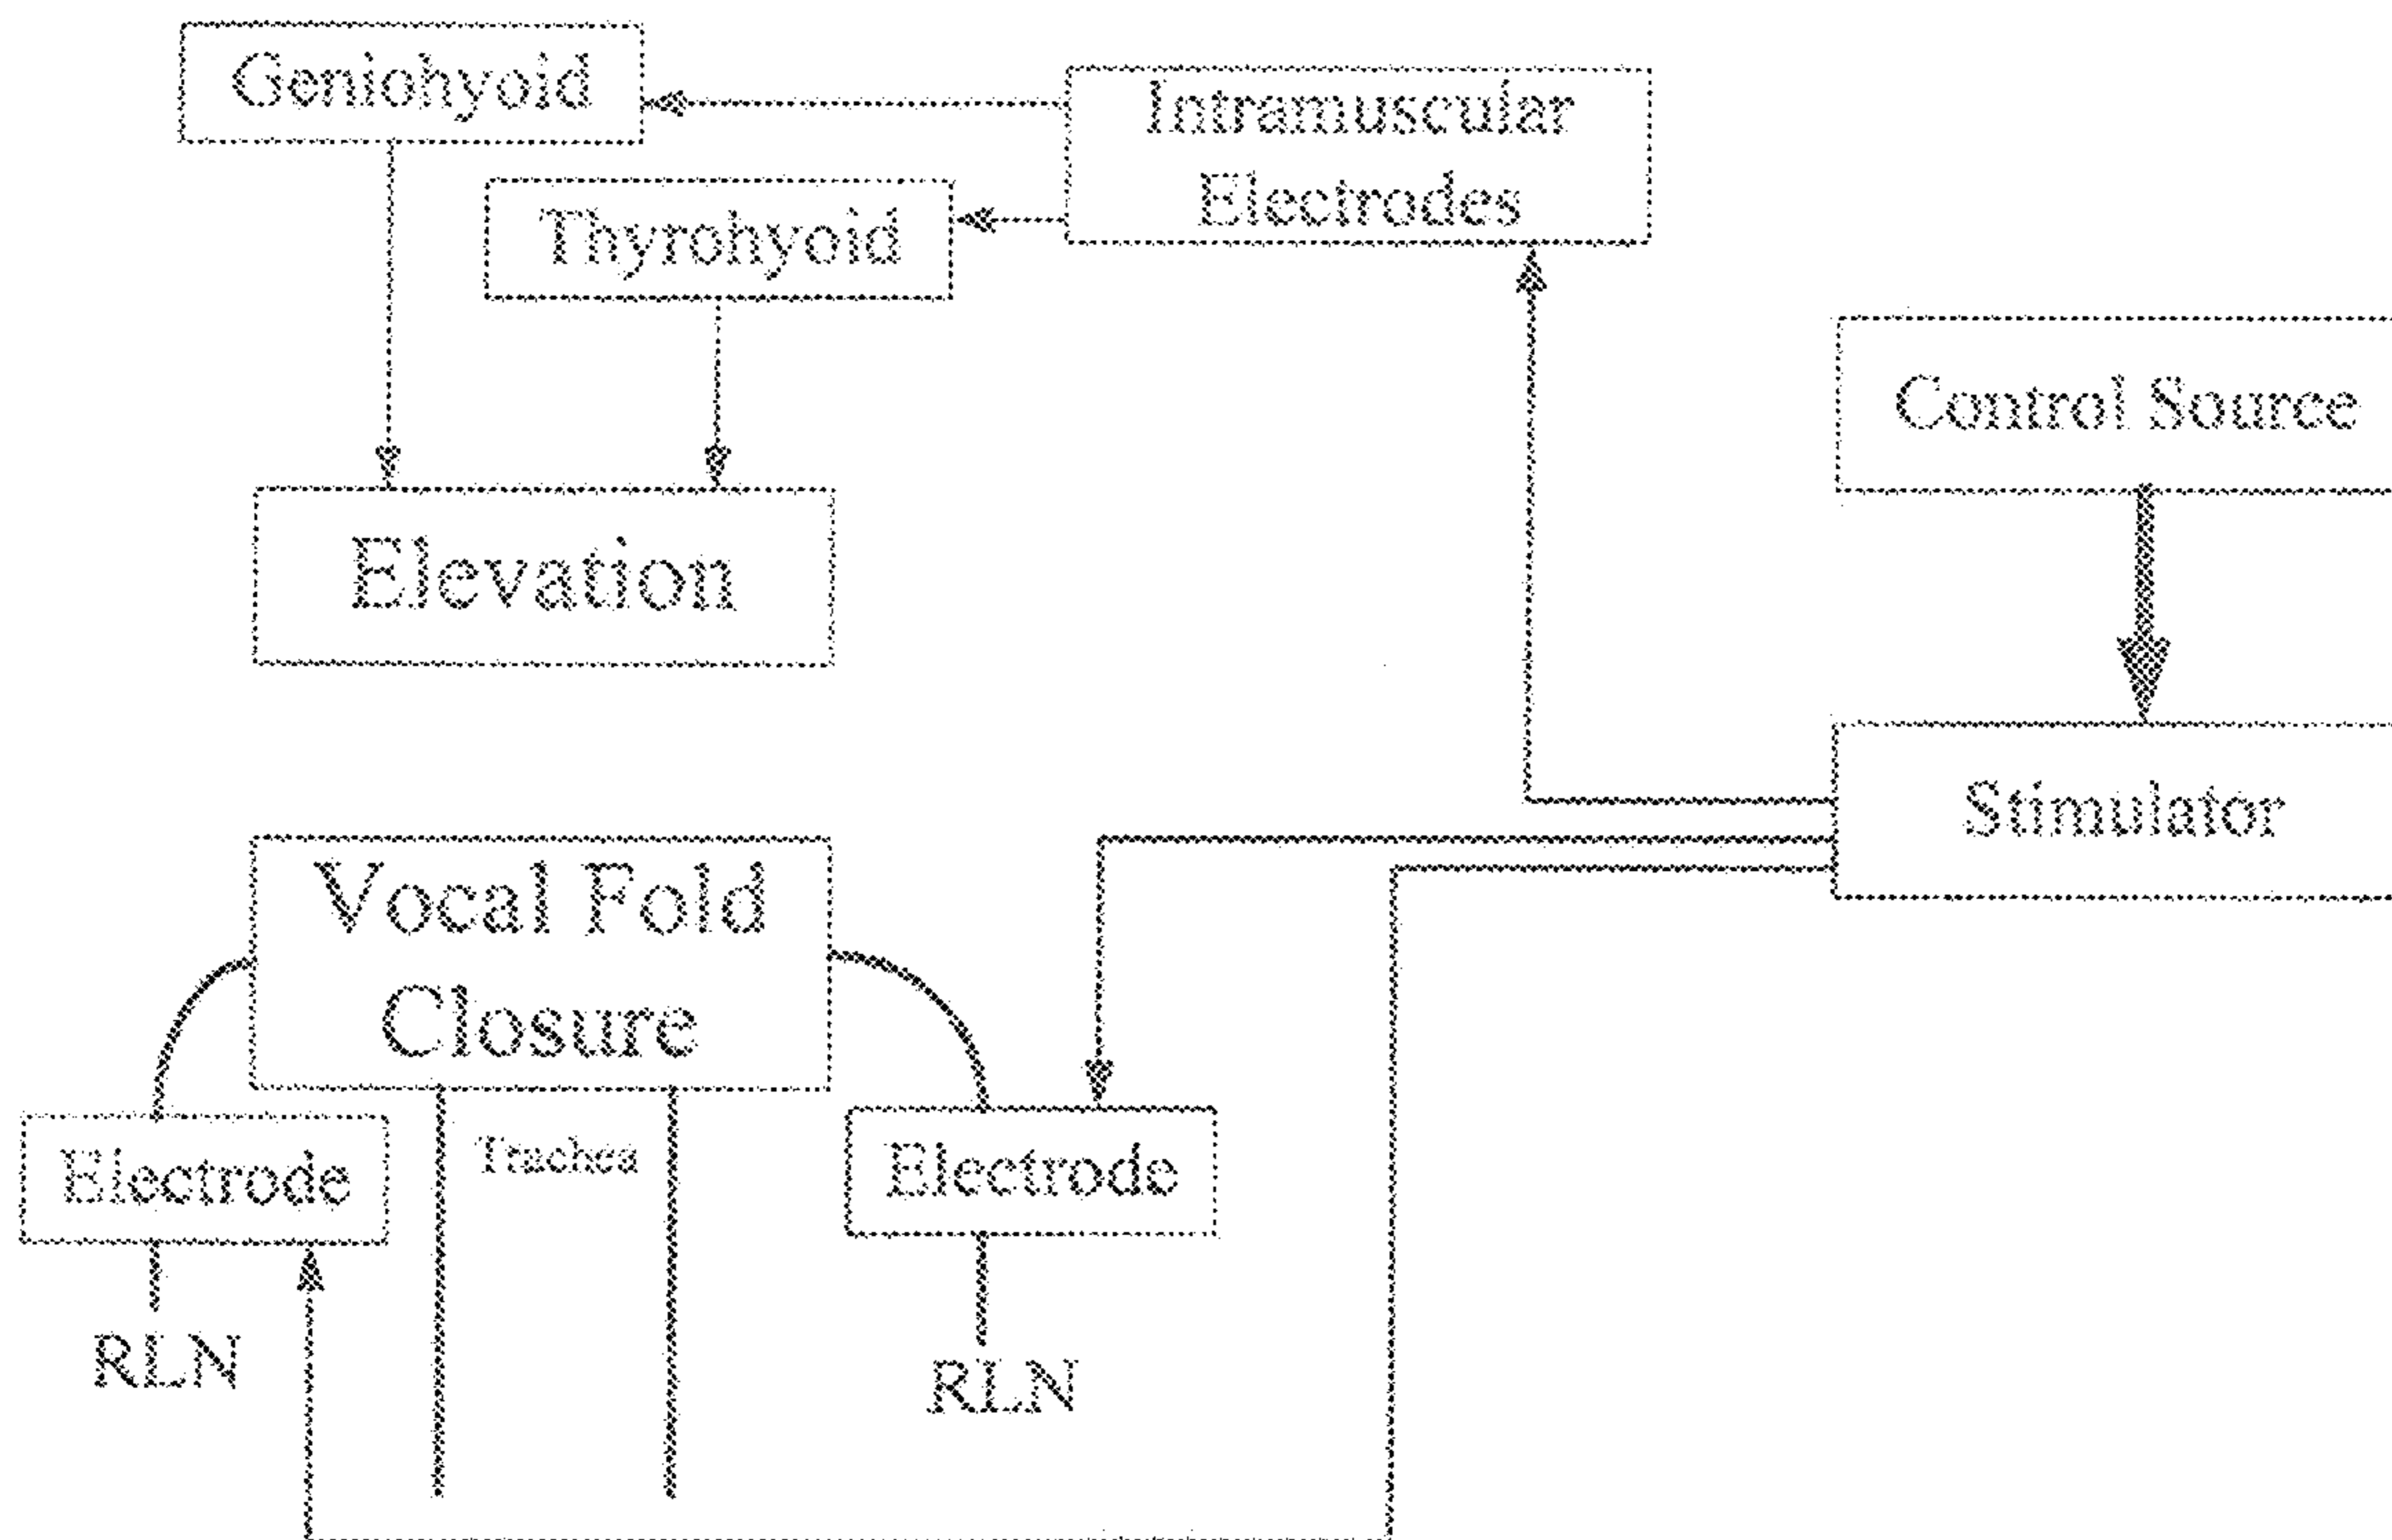 Geniohyoid
Intramuscular
Electrodes
Thyrohyoid
Control Source
Elevation
Stimulator
Vocal Fold
Closure
Trachea
Electrode
Electrode
RLN
RLN